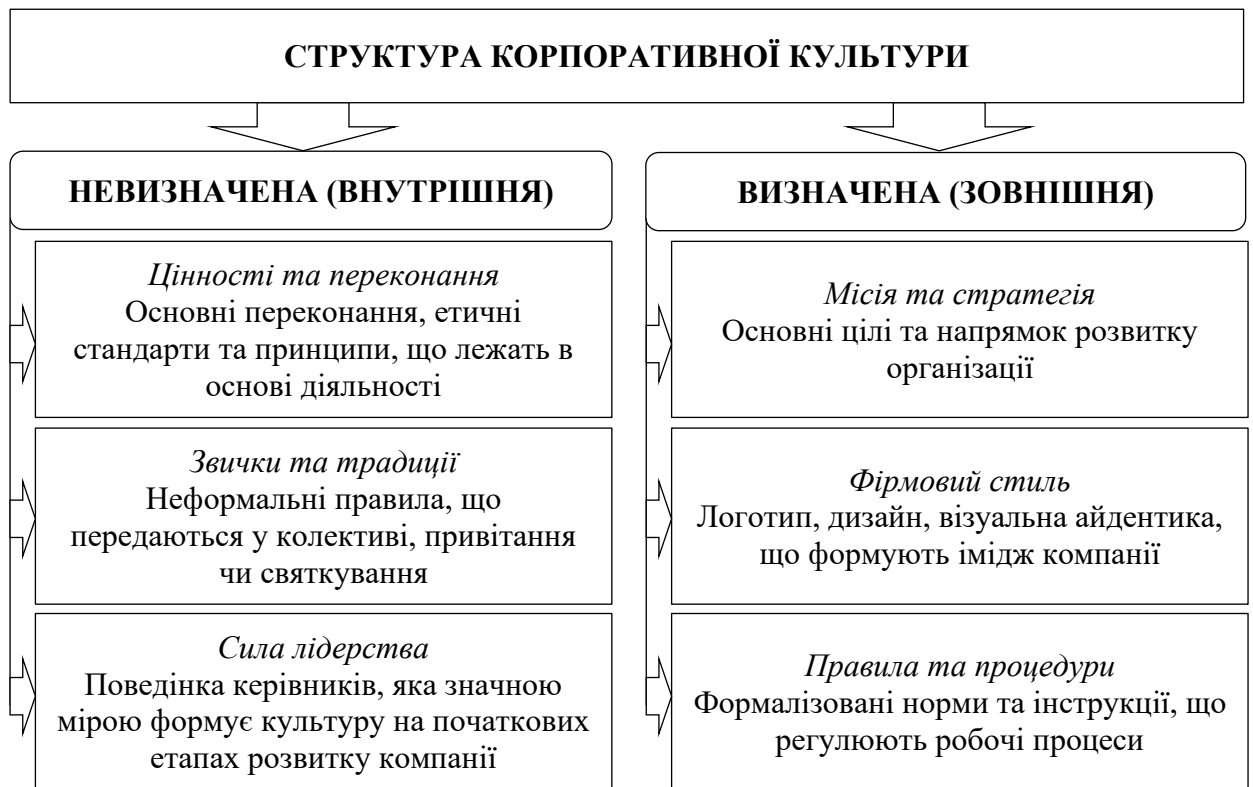 СТРУКТУРА КОРПОРАТИВНОЇ КУЛЬТУРИ
НЕВИЗНАЧЕНА (ВНУТРІШНЯ)
Цінності та переконання
Основні переконання, етичні
стандарти та принципи, що лежать в
основі діяльності
Звички та традиції
Неформальні правила, що
передаються у колективі, привітання
чи святкування
Сила лідерства
Поведінка керівників, яка значною
мірою формує культуру на початкових
етапах розвитку компанії
ВИЗНАЧЕНА (ЗОВНІШНЯ)
Місія та стратегія
Основні цілі та напрямок розвитку
організації
Фірмовий стиль
Логотип, дизайн, візуальна айдентика,
що формують імідж компанії
Правила та процедури
Формалізовані норми та інструкції, що
регулюють робочі процеси